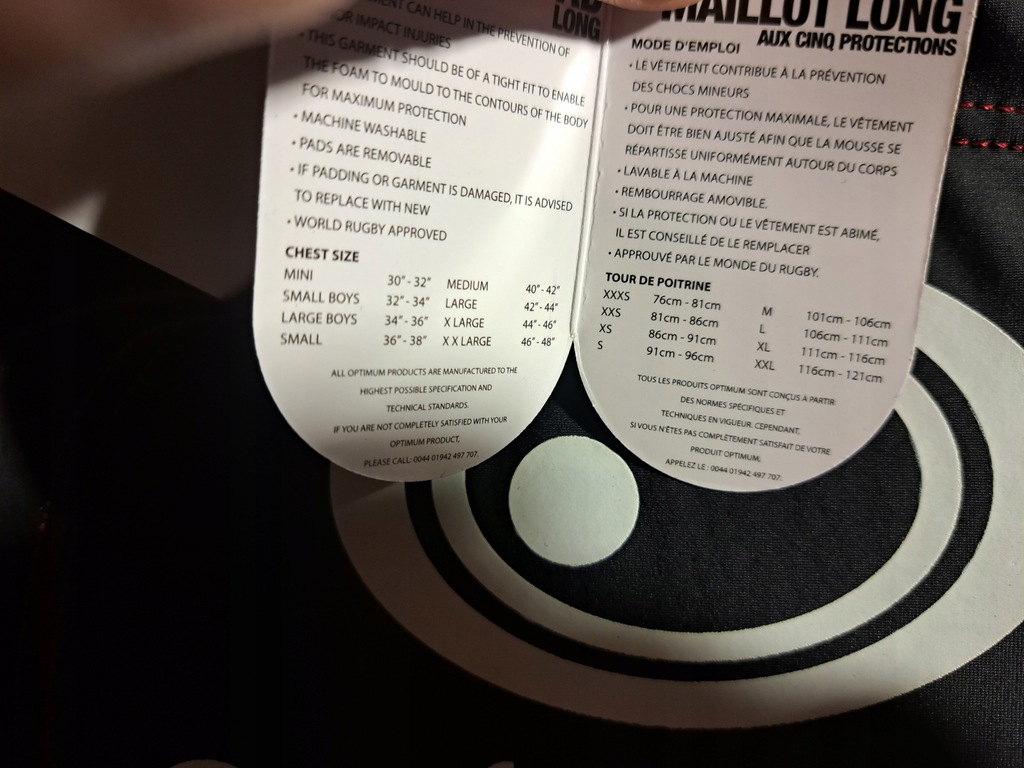 LONG
MENT CAN HELP IN THE PREVENTION OF
OR IMPACT INJURIES
• THIS GARMENT SHOULD BE OF A TIGHT FIT TO ENABLE
THE FOAM TO MOULD TO THE CONTOURS OF THE BODY
FOR MAXIMUM PROTECTION
• MACHINE WASHABLE
• PADS ARE REMOVABLE
• IF PADDING OR GARMENT IS DAMAGED, IT IS ADVISED
TO REPLACE WITH NEW
• WORLD RUGBY APPROVED
CHEST SIZE
MINI 30" - 32" MEDIUM 40" - 42"
SMALL BOYS 32" - 34" LARGE 42" - 44"
LARGE BOYS 34" - 36" X LARGE 44" - 46"
SMALL 36" - 38" X X LARGE 46" - 48"
ALL OPTIMUM PRODUCTS ARE MANUFACTURED TO THE
HIGHEST POSSIBLE SPECIFICATION AND
TECHNICAL STANDARDS.
IF YOU ARE NOT COMPLETELY SATISFIED WITH YOUR
OPTIMUM PRODUCT,
PLEASE CALL: 0044 01942 497 707.
MAILLOT LONG
AUX CINQ PROTECTIONS
MODE D'EMPLOI
• LE VÊTEMENT CONTRIBUE À LA PRÉVENTION
DES CHOCS MINEURS
• POUR UNE PROTECTION MAXIMALE, LE VÊTEMENT
DOIT ÊTRE BIEN AJUSTÉ AFIN QUE LA MOUSSE SE
RÉPARTISSE UNIFORMÉMENT AUTOUR DU CORPS
• LAVABLE À LA MACHINE
• REMBOURRAGE AMOVIBLE.
• SI LA PROTECTION OU LE VÊTEMENT EST ABIMÉ,
IL EST CONSEILLÉ DE LE REMPLACER
• APPROUVÉ PAR LE MONDE DU RUGBY.
TOUR DE POITRINE
XXXS 76cm - 81cm M 101cm - 106cm
XXS 81cm - 86cm L 106cm - 111cm
XS 86cm - 91cm XL 111cm - 116cm
S 91cm - 96cm XXL 116cm - 121cm
TOUS LES PRODUITS OPTIMUM SONT CONÇUS À PARTIR
DES NORMES SPÉCIFIQUES ET
TECHNIQUES EN VIGUEUR. CEPENDANT,
SI VOUS N'ÊTES PAS COMPLÈTEMENT SATISFAIT DE VOTRE
PRODUIT OPTIMUM,
APPELEZ LE : 0044 01942 497 707.